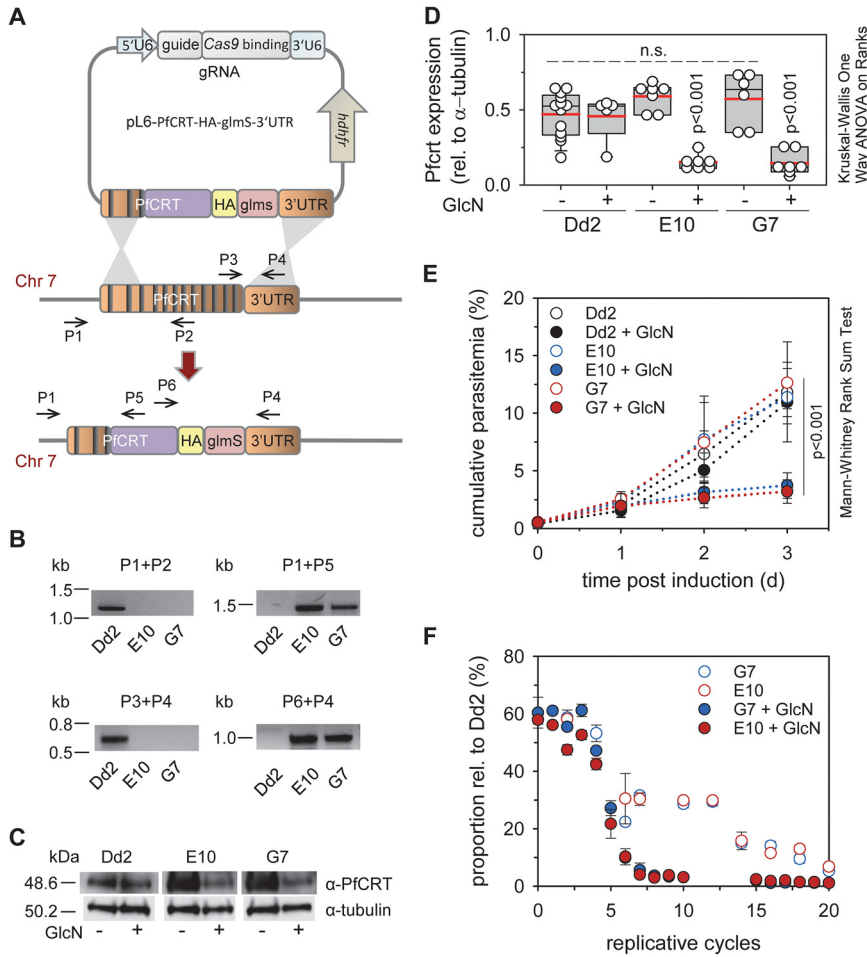 A
5'U6 guide Cas9 binding 3'U6
gRNA
pL6-PfCRT-HA-glmS-3'UTR
hdhfr
PfCRT HA glms 3'UTR
P3 P4
Chr 7
PfCRT 3'UTR
P1 P2
P6
P1 P5 P4
PfCRT HA glmS 3'UTR
Chr 7
B
kb P1+P2
1.5
1.0
Dd2 E10 G7
kb P1+P5
1.5
Dd2 E10 G7
kb P3+P4
0.8
0.5
Dd2 E10 G7
kb P6+P4
1.0
Dd2 E10 G7
C
kDa Dd2 E10 G7
48.6 α-PfCRT
50.2 α-tubulin
GlcN - + - + - +
D
Pfcrt expression
(rel. to α-tubulin)
1.0
0.5
0.0
n.s.
p<0.001
p<0.001
GlcN - + - + - +
Dd2 E10 G7
Kruskal-Wallis One
Way ANOVA on Ranks
E
cumulative parasitemia (%)
20
15
10
5
0
Dd2
Dd2 + GlcN
E10
E10 + GlcN
G7
G7 + GlcN
p<0.001
Mann-Whitney Rank Sum Test
0 1 2 3
time post induction (d)
F
proportion rel. to Dd2 (%)
80
60
40
20
0
G7
E10
G7 + GlcN
E10 + GlcN
0 5 10 15 20
replicative cycles